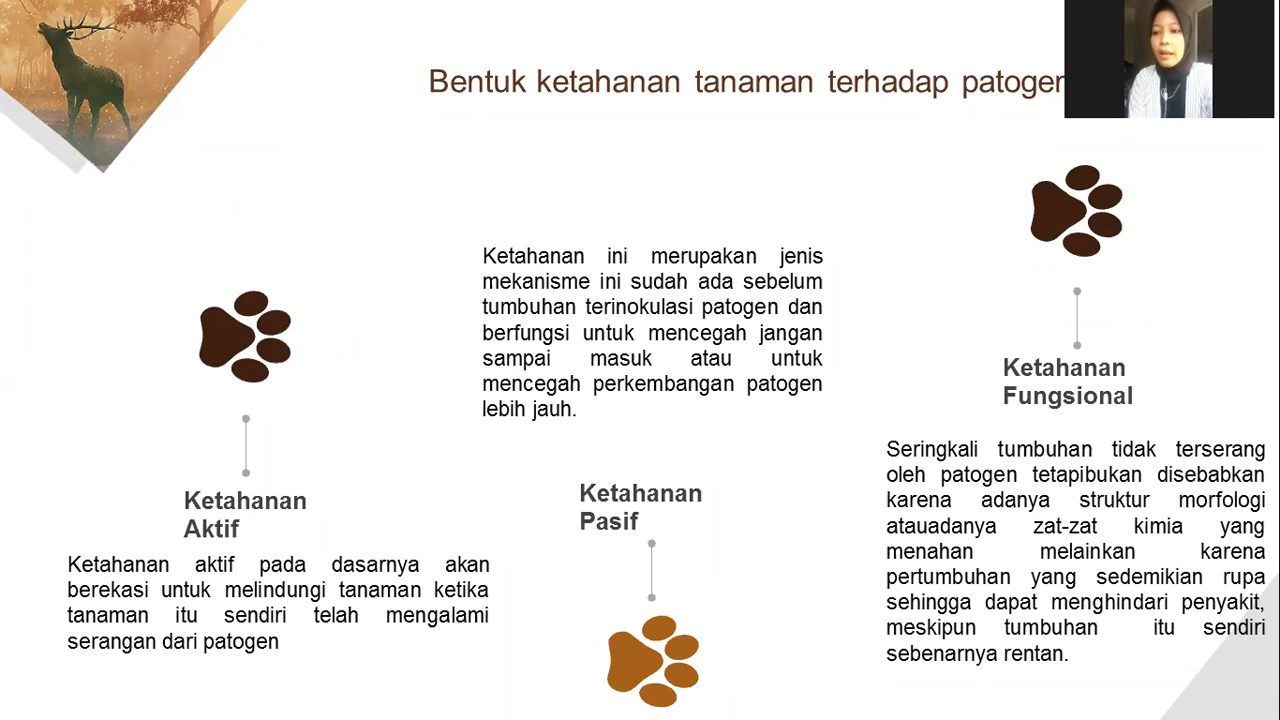 Bentuk ketahanan tanaman terhadap patogen
Ketahanan
Aktif
Ketahanan aktif pada dasarnya akan
berekasi untuk melindungi tanaman ketika
tanaman itu sendiri telah mengalami
serangan dari patogen
Ketahanan ini merupakan jenis
mekanisme ini sudah ada sebelum
tumbuhan terinokulasi patogen dan
berfungsi untuk mencegah jangan
sampai masuk atau untuk
mencegah perkembangan patogen
lebih jauh.
Ketahanan
Pasif
Ketahanan
Fungsional
Seringkali tumbuhan tidak terserang
oleh patogen tetapibukan disebabkan
karena adanya struktur morfologi
atauadanya zat-zat kimia yang
menahan melainkan karena
pertumbuhan yang sedemikian rupa
sehingga dapat menghindari penyakit,
meskipun tumbuhan itu sendiri
sebenarnya rentan.